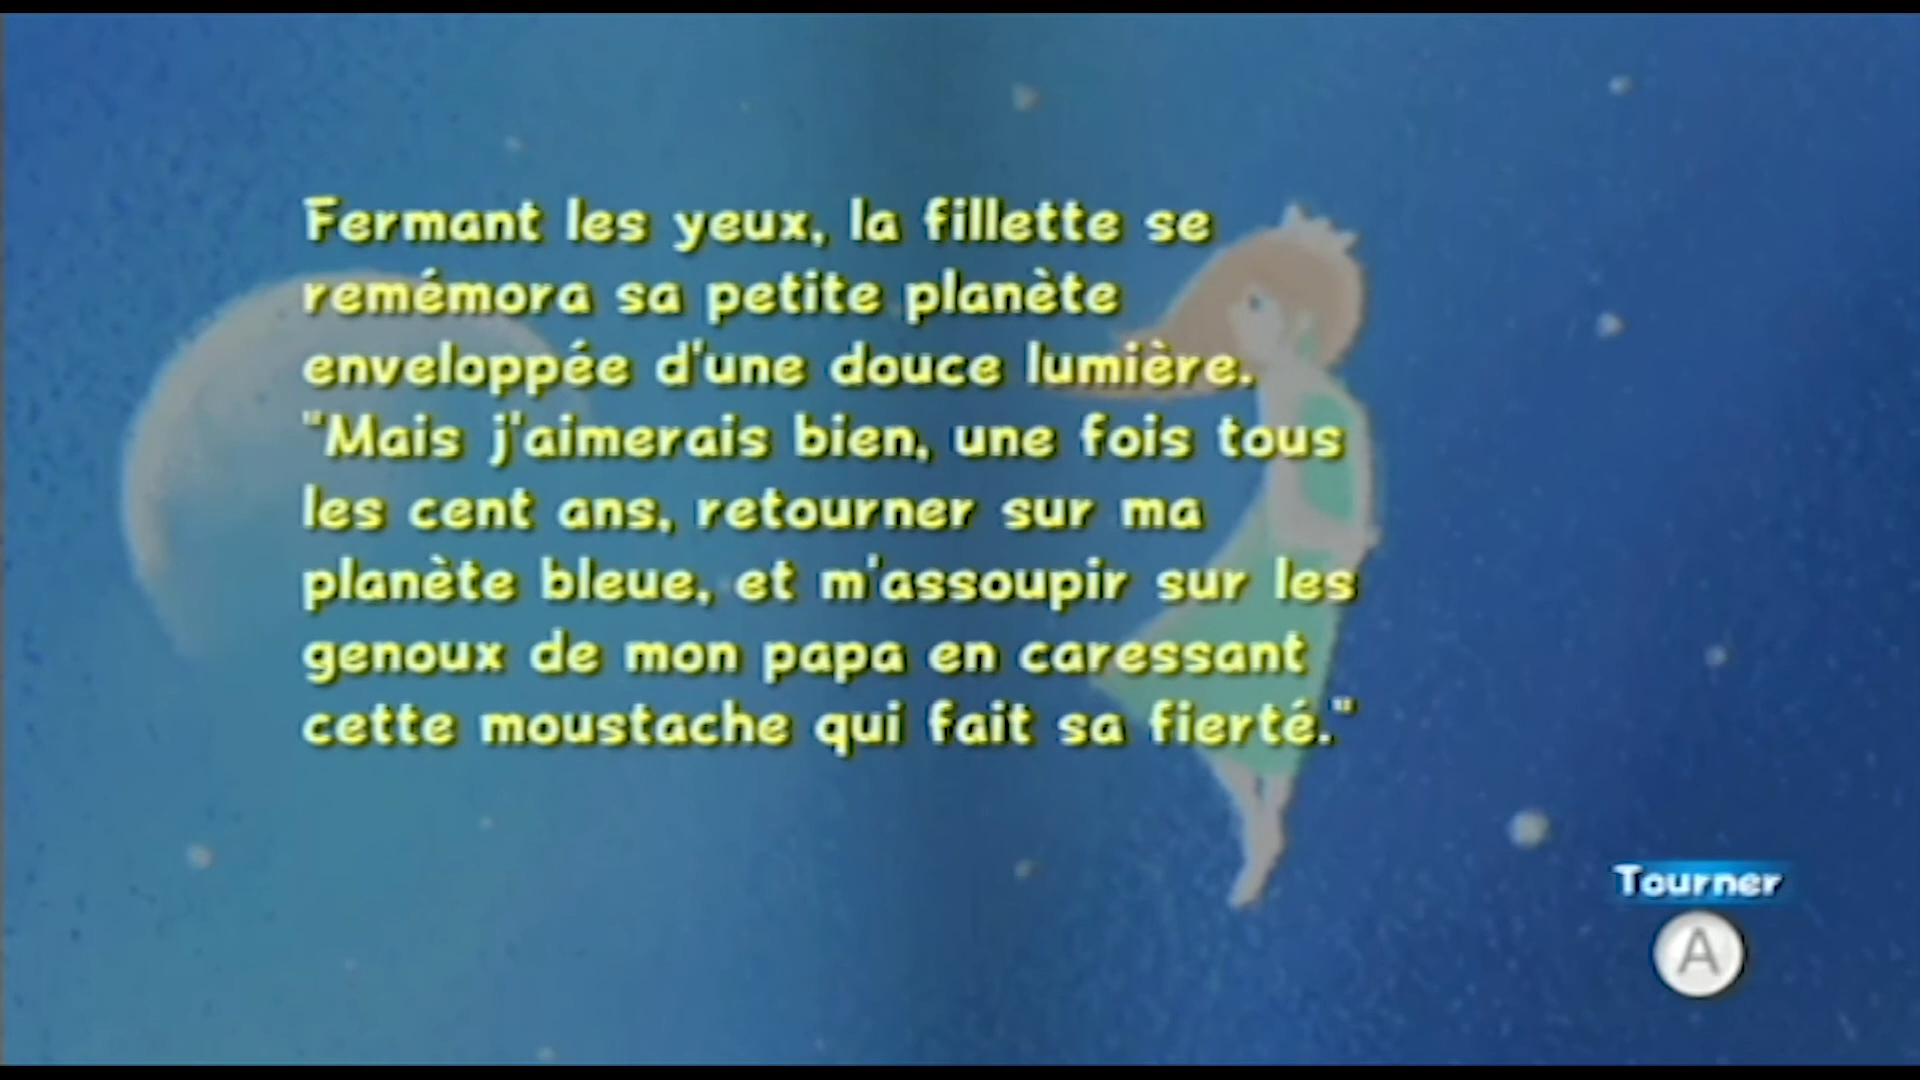 Fermant les yeux, la fillette se
remémora sa petite planète
enveloppée d'une douce lumière.
"Mais j'aimerais bien, une fois tous
les cent ans, retourner sur ma
planète bleue, et m'assoupir sur les
genoux de mon papa en caressant
cette moustache qui fait sa fierté."
Tourner
A